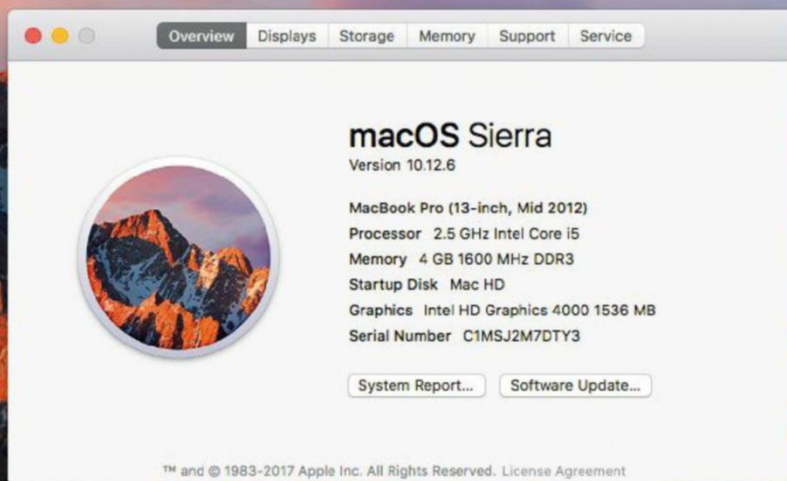 Overview Displays Storage Memory Support Service
macOS Sierra
Version 10.12.6
MacBook Pro (13-inch, Mid 2012)
Processor 2.5 GHz Intel Core i5
Memory 4 GB 1600 MHz DDR3
Startup Disk Mac HD
Graphics Intel HD Graphics 4000 1536 MB
Serial Number C1MSJ2M7DTY3
System Report... Software Update...
™ and © 1983-2017 Apple Inc. All Rights Reserved. License Agreement